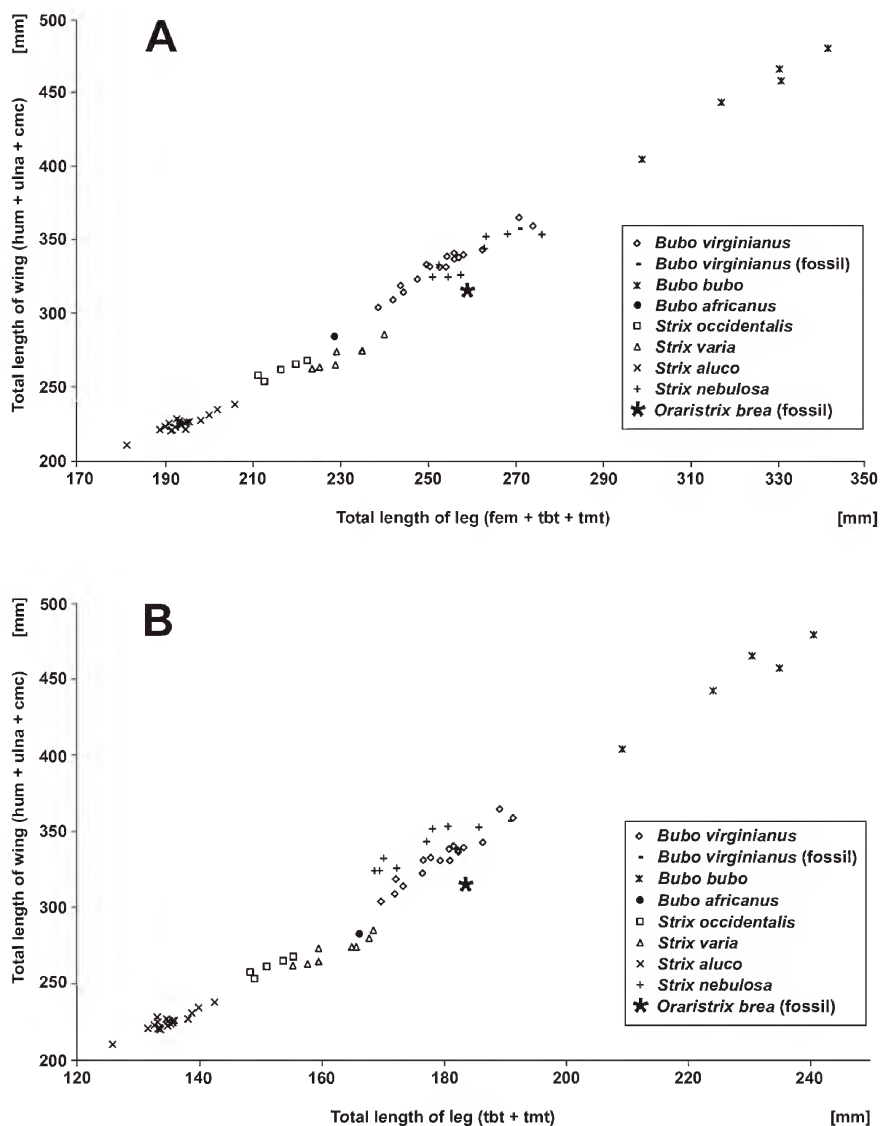 A
[mm]
Total length of wing (hum + ulna + cmc)
500
450
400
350
300
250
200
170 190 210 230 250 270 290 310 330 350
Total length of leg (fem + tbt + tmt) [mm]
Bubo virginianus
Bubo virginianus (fossil)
Bubo bubo
Bubo africanus
Strix occidentalis
Strix varia
Strix aluco
Strix nebulosa
Oraristrix brea (fossil)
B
[mm]
Total length of wing (hum + ulna + cmc)
500
450
400
350
300
250
200
120 140 160 180 200 220 240
Total length of leg (tbt + tmt) [mm]
Bubo virginianus
Bubo virginianus (fossil)
Bubo bubo
Bubo africanus
Strix occidentalis
Strix varia
Strix aluco
Strix nebulosa
Oraristrix brea (fossil)